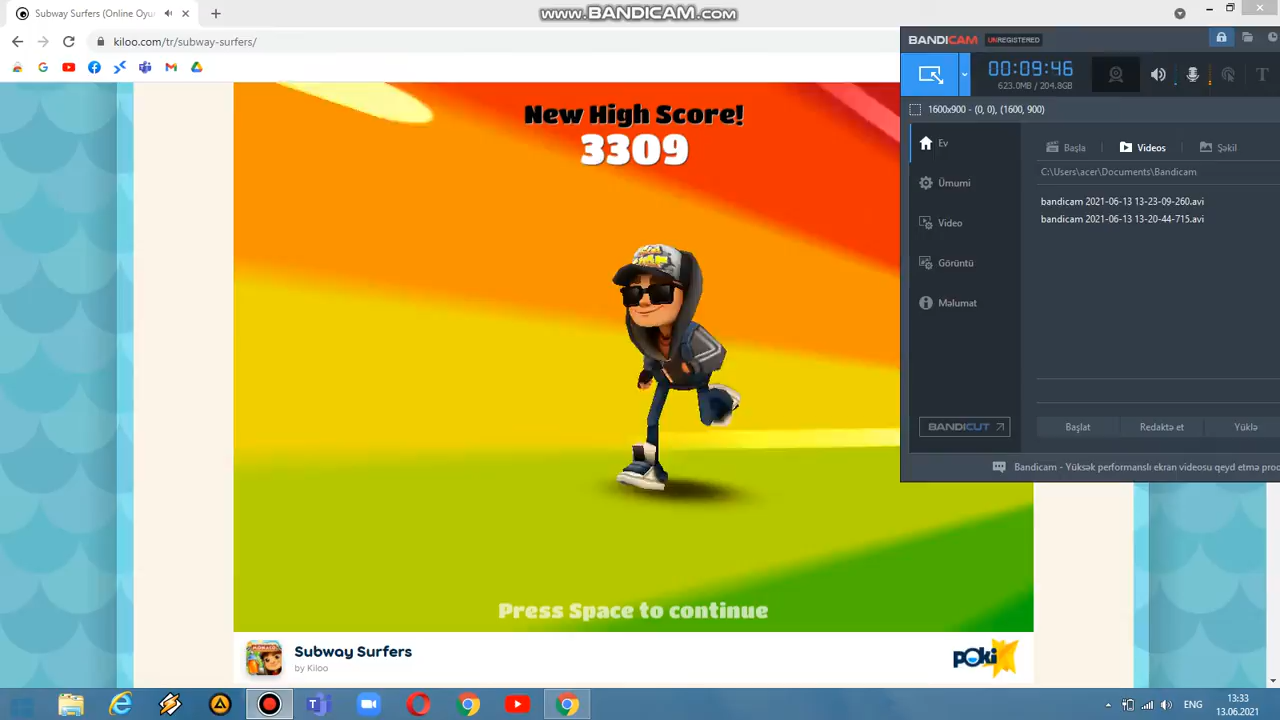 Subway Surfers (Online Oyu
WWW.BANDICAM.COM
kiloo.com/tr/subway-surfers/
BANDICAM UNREGISTERED
00:09:46
623.0MB / 204.8GB
1600x900 - (0, 0), (1600, 900)
Ev
Ümumi
Video
Görüntü
Məlumat
BANDICUT
Başla
Videos
Şəkil
C:\Users\acer\Documents\Bandicam
bandicam 2021-06-13 13-23-09-260.avi
bandicam 2021-06-13 13-20-44-715.avi
Başlat
Redaktə et
Yüklə
Bandicam - Yüksək performanslı ekran videosu qeyd etmə proq
New High Score!
3309
Press Space to continue
Subway Surfers
by Kiloo
poki
ENG
13:33
13.06.2021